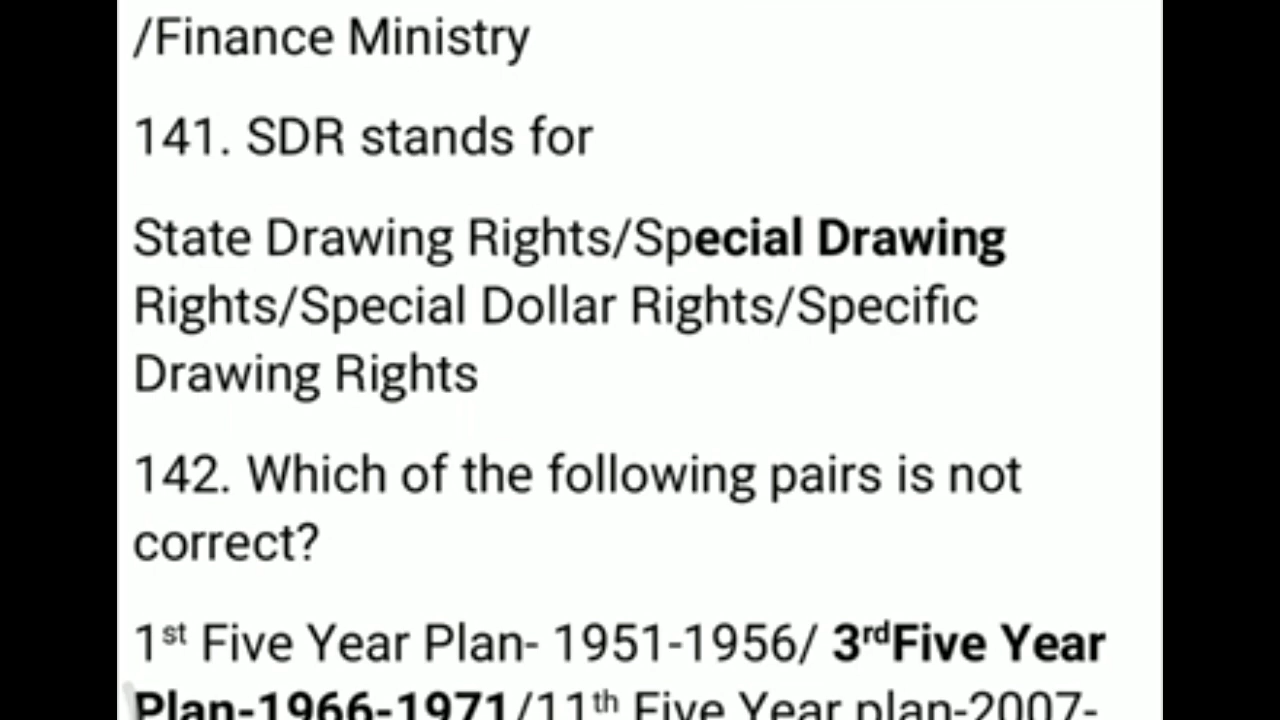 /Finance Ministry
141. SDR stands for
State Drawing Rights/Special Drawing
Rights/Special Dollar Rights/Specific
Drawing Rights
142. Which of the following pairs is not
correct?
1st Five Year Plan- 1951-1956/ 3rdFive Year
Plan-1966-1971/11th Five Year plan-2007-